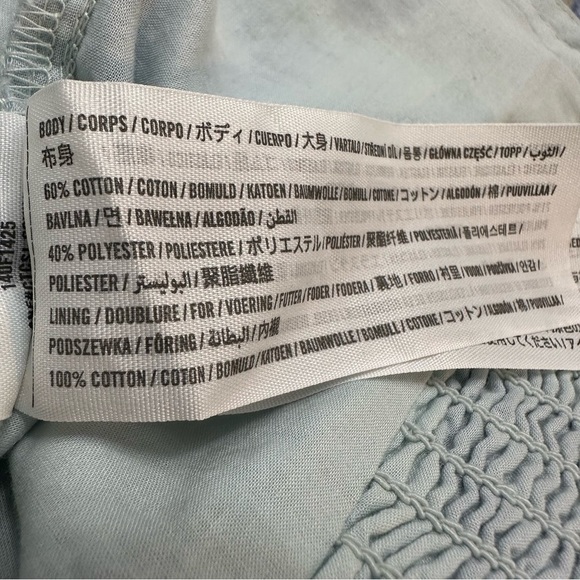 BODY / CORPS / CORPO / ボディ / CUERPO / 大身 / VARTALO / STŘEDNÍ DÍL / 몸통 / GŁÓWNA CZĘŚĆ / TOPP / الثوب /
布身
60% COTTON / COTON / BOMULD / KATOEN / BAUMWOLLE / BOMULL / COTONE / コットン / ALGODÓN / 棉 / PUUVILLAA /
BAVLNA / 면 / BAWEŁNA / ALGODÃO / القطن
40% POLYESTER / POLIESTERE / ポリエステル / POLIÉSTER / 聚酯纤维 / POLYESTERIÄ / 폴리에스테르 /
POLIESTER / البوليستر / 聚脂纖維
LINING / DOUBLURE / FOR / VOERING / FUTTER / FODER / FODERA / 裏地 / FORRO / 村里 / VUORI / PODŠÍVKA / 안감 /
PODSZEWKA / FÔRING / البطانة / 內襯
100% COTTON / COTON / BOMULD / KATOEN / BAUMWOLLE / BOMULL / COTONE / コットン / ALGODÓN / 棉 / PUUVILLAA /
14UF1425